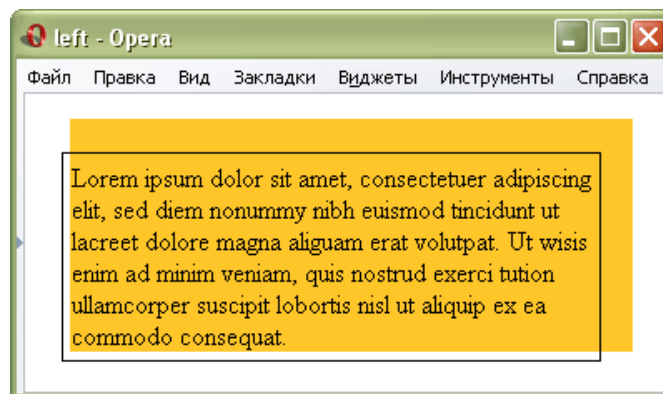 left - Opera
Файл Правка Вид Закладки Виджеты Инструменты Справка
Lorem ipsum dolor sit amet, consectetuer adipiscing
elit, sed diem nonummy nibh euismod tincidunt ut
lacreet dolore magna aliguam erat volutpat. Ut wisis
enim ad minim veniam, quis nostrud exerci tution
ullamcorper suscipit lobortis nisl ut aliquip ex ea
commodo consequat.